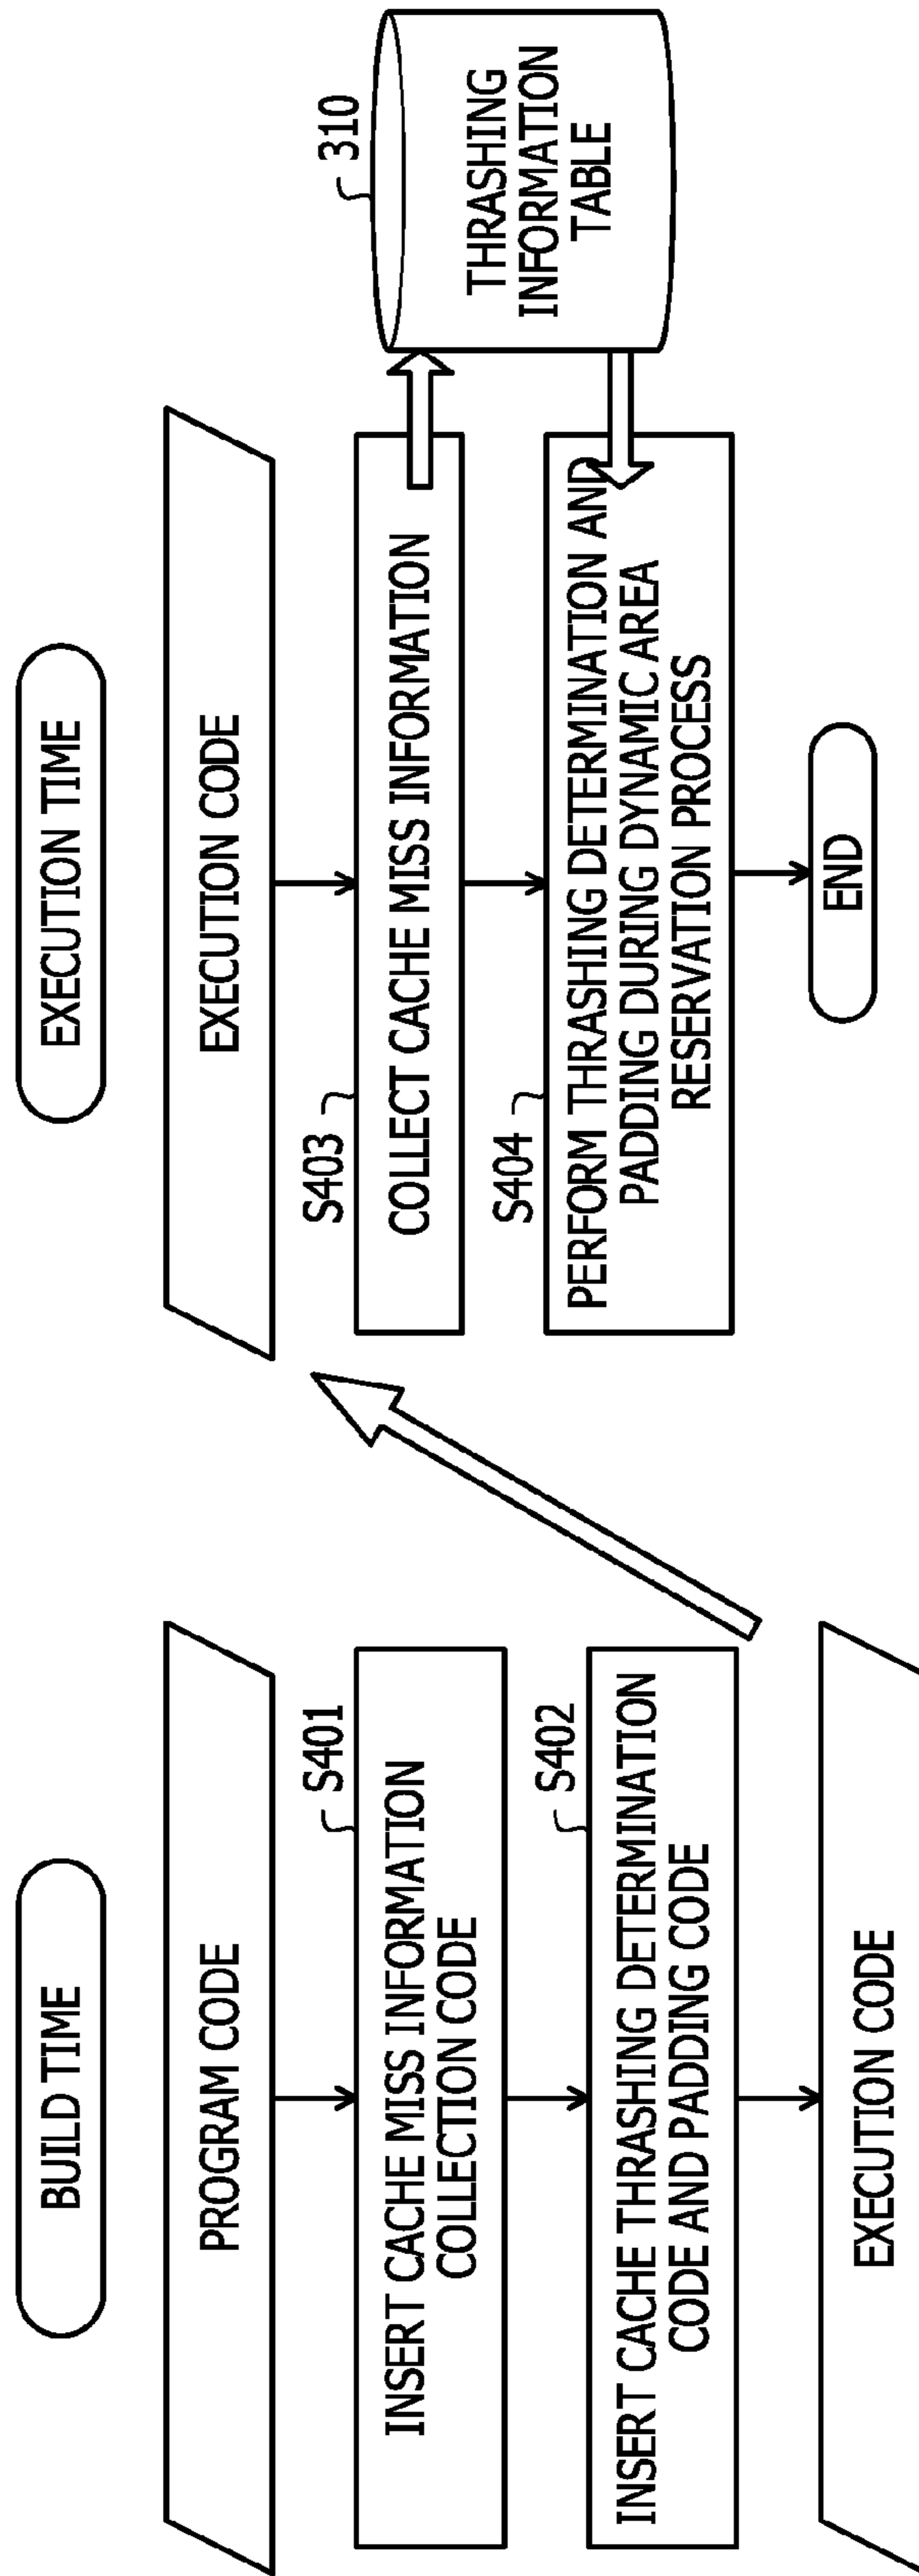 BUILD TIME
PROGRAM CODE
S401
INSERT CACHE MISS INFORMATION
COLLECTION CODE
S402
INSERT CACHE THRASHING DETERMINATION
CODE AND PADDING CODE
EXECUTION CODE
EXECUTION TIME
EXECUTION CODE
S403
COLLECT CACHE MISS INFORMATION
S404
PERFORM THRASHING DETERMINATION AND
PADDING DURING DYNAMIC AREA
RESERVATION PROCESS
END
310
THRASHING
INFORMATION
TABLE